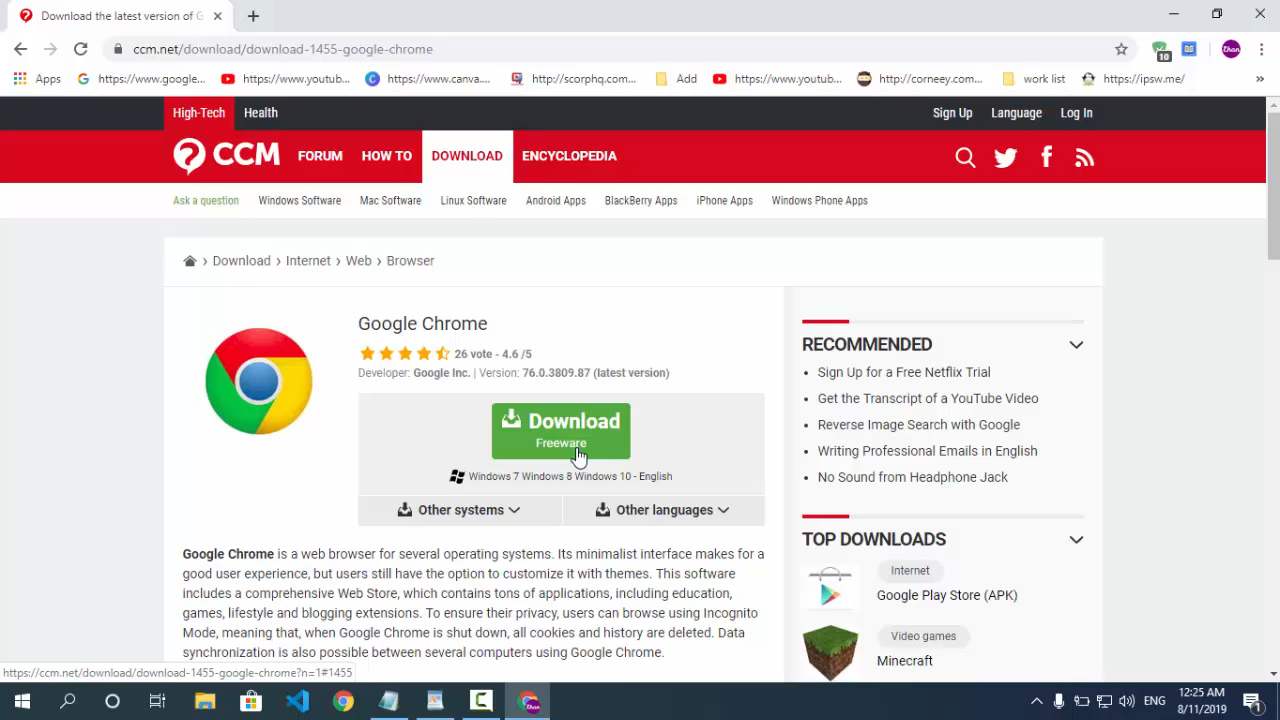 Download the latest version of G
ccm.net/download/download-1455-google-chrome
10
than
Apps
https://www.google...
https://www.youtub...
https://www.canva....
http://scorphq.com...
Add
https://www.youtub...
http://corneey.com...
work list
https://ipsw.me/
High-Tech
Health
Sign Up
Language
Log In
CCM
FORUM
HOW TO
DOWNLOAD
ENCYCLOPEDIA
Ask a question
Windows Software
Mac Software
Linux Software
Android Apps
BlackBerry Apps
iPhone Apps
Windows Phone Apps
Download › Internet › Web › Browser
Google Chrome
26 vote - 4.6 /5
Developer: Google Inc. | Version: 76.0.3809.87 (latest version)
Download
Freeware
Windows 7 Windows 8 Windows 10 - English
Other systems
Other languages
Google Chrome is a web browser for several operating systems. Its minimalist interface makes for a
good user experience, but users still have the option to customize it with themes. This software
includes a comprehensive Web Store, which contains tons of applications, including education,
games, lifestyle and blogging extensions. To ensure their privacy, users can browse using Incognito
Mode, meaning that, when Google Chrome is shut down, all cookies and history are deleted. Data
synchronization is also possible between several computers using Google Chrome.
RECOMMENDED
• Sign Up for a Free Netflix Trial
• Get the Transcript of a YouTube Video
• Reverse Image Search with Google
• Writing Professional Emails in English
• No Sound from Headphone Jack
TOP DOWNLOADS
Internet
Google Play Store (APK)
Video games
Minecraft
https://ccm.net/download/download-1455-google-chrome?n=1#1455
than
ENG
12:25 AM
8/11/2019
1